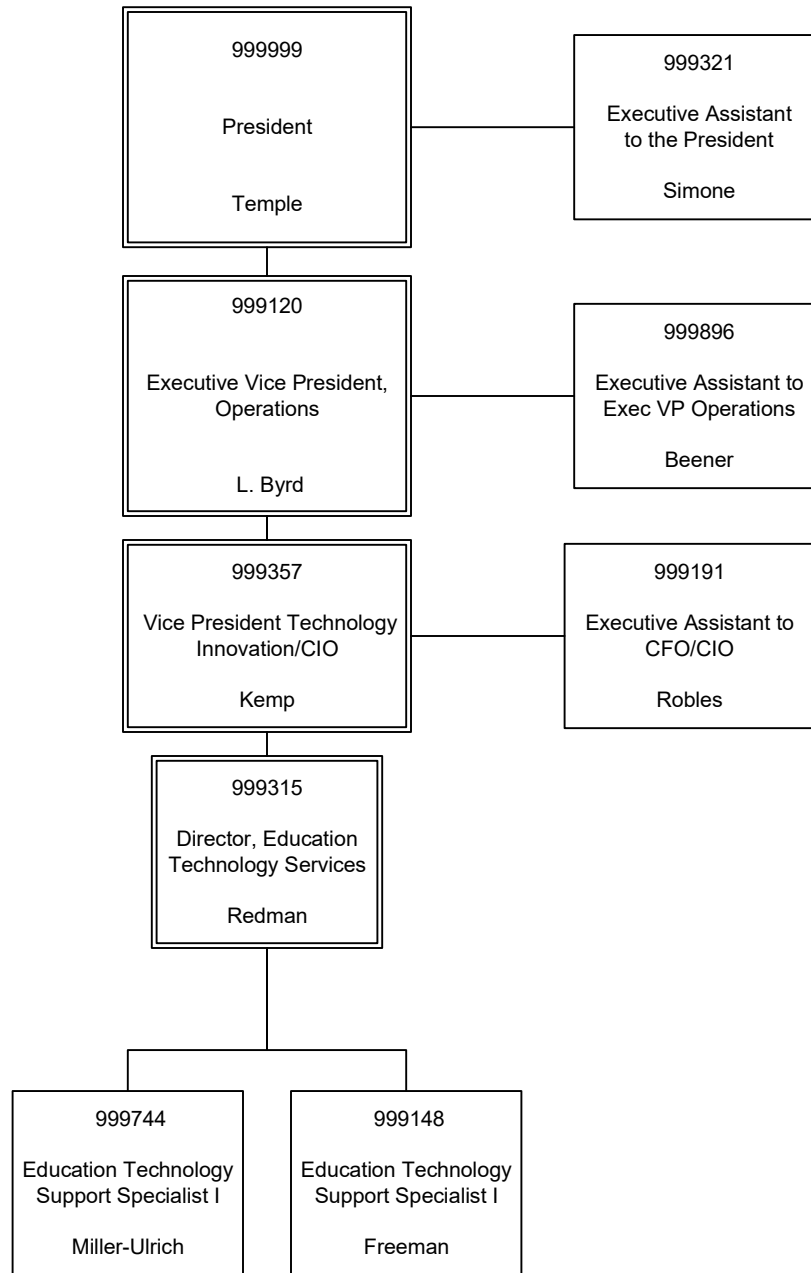 999999
President
Temple
999321
Executive Assistant
to the President
Simone
999120
Executive Vice President,
Operations
L. Byrd
999896
Executive Assistant to
Exec VP Operations
Beener
999357
Vice President Technology
Innovation/CIO
Kemp
999191
Executive Assistant to
CFO/CIO
Robles
999315
Director, Education
Technology Services
Redman
999744
Education Technology
Support Specialist I
Miller-Ulrich
999148
Education Technology
Support Specialist I
Freeman